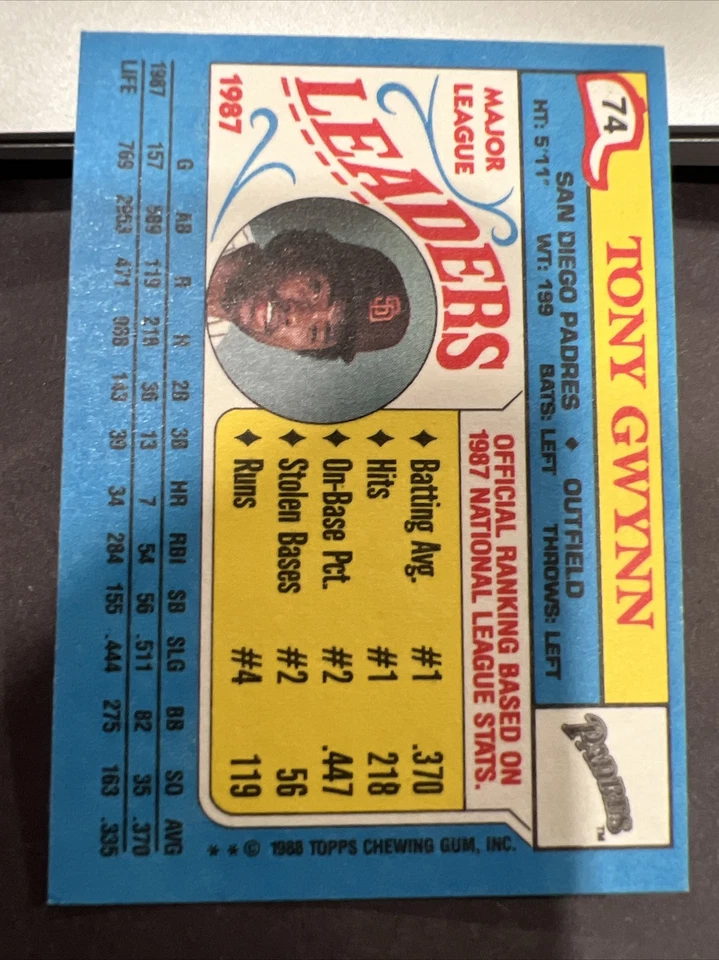 74
TONY GWYNN
SAN DIEGO PADRES ♦ OUTFIELD
HT: 5'11" WT: 199 BATS: LEFT THROWS: LEFT
PADRES
TM
MAJOR
LEAGUE
LEADERS
1987
SD
OFFICIAL RANKING BASED ON
1987 NATIONAL LEAGUE STATS.
✦ Batting Avg. #1 .370
✦ Hits #1 218
✦ On-Base Pct. #2 .447
✦ Stolen Bases #2 56
✦ Runs #4 119
* * © 1988 TOPPS CHEWING GUM, INC.
G AB R H 2B 3B HR RBI SB SLG BB SO AVG
1987 157 589 119 218 36 13 7 54 56 .511 82 35 .370
LIFE 769 2963 471 988 143 39 34 284 155 .444 275 163 .335